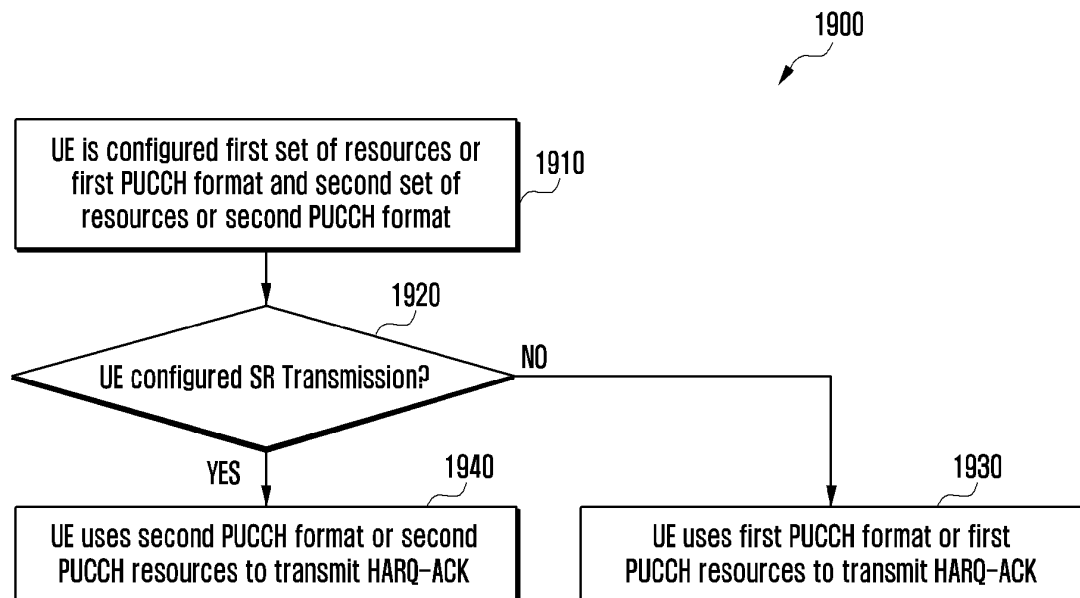 1900
UE is configured first set of resources or
first PUCCH format and second set of
resources or second PUCCH format
1910
1920
UE configured SR Transmission?
NO
YES
1940
1930
UE uses second PUCCH format or second
PUCCH resources to transmit HARQ-ACK
UE uses first PUCCH format or first
PUCCH resources to transmit HARQ-ACK